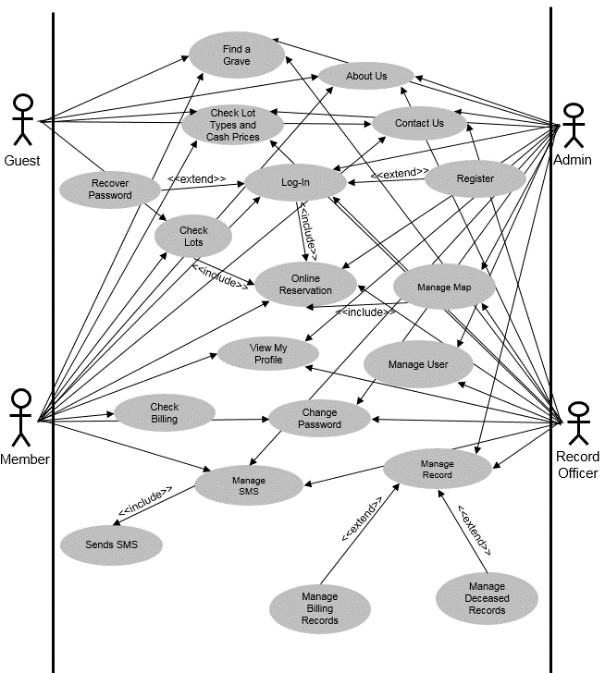 Find a
Grave
About Us
Check Lot
Types and
Cash Prices
Contact Us
Guest
Admin
<<extend>>
<<extend>>
Recover
Password
Log-In
Register
<<include>>
Check
Lots
<<include>>
Online
Reservation
Manage Map
<<include>>
View My
Profile
Manage User
Check
Billing
Change
Password
Member
Record
Officer
Manage
SMS
Manage
Record
<<include>>
Sends SMS
<<extend>>
<<extend>>
Manage
Billing
Records
Manage
Deceased
Records